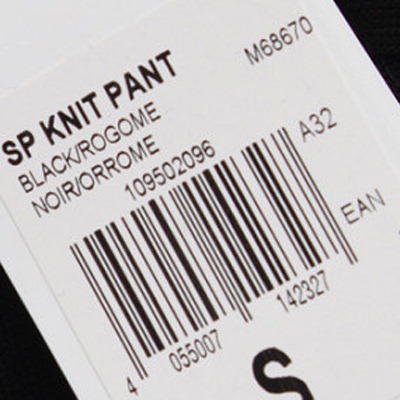 M68670
SP KNIT PANT
BLACK/ROGOME
NOIR/ORROME
109502096
A32
EAN
4 055007 142327
S